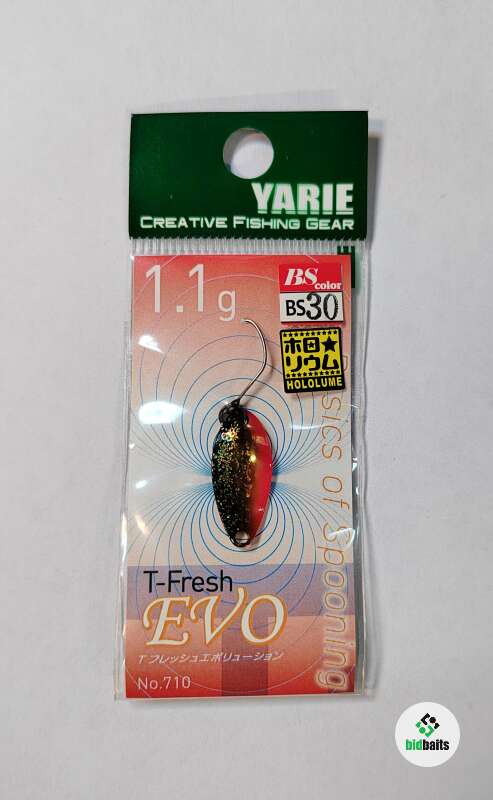 YARIE
CREATIVE FISHING GEAR
1.1g
BS color
BS30
ホロ★
リウム
HOLOLUME
Basics of Spooning
T-Fresh
EVO
T フレッシュエボリューション
No.710
bidbaits